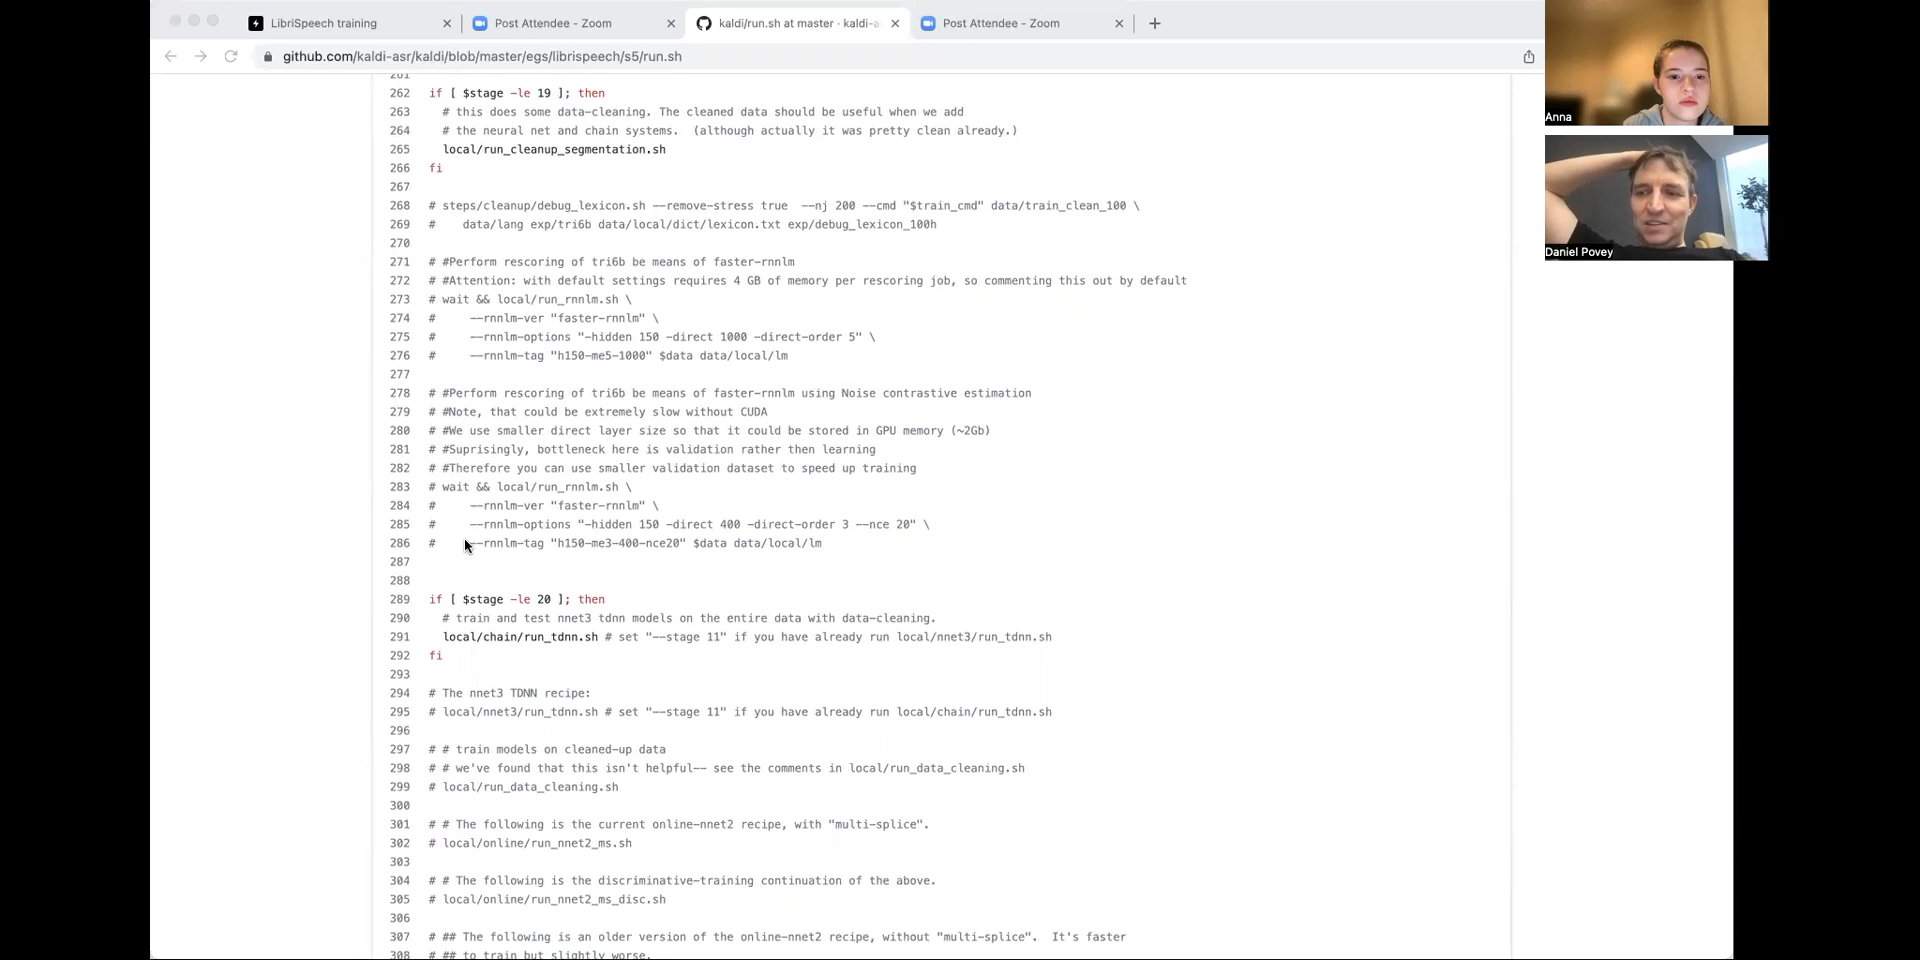 LibriSpeech training
Post Attendee - Zoom
kaldi/run.sh at master · kaldi-a
Post Attendee - Zoom
github.com/kaldi-asr/kaldi/blob/master/egs/librispeech/s5/run.sh
Anna
Daniel Povey
261
262 if [ $stage -le 19 ]; then
263 # this does some data-cleaning. The cleaned data should be useful when we add
264 # the neural net and chain systems.  (although actually it was pretty clean already.)
265 local/run_cleanup_segmentation.sh
266 fi
267
268 # steps/cleanup/debug_lexicon.sh --remove-stress true  --nj 200 --cmd "$train_cmd" data/train_clean_100 \
269 #    data/lang exp/tri6b data/local/dict/lexicon.txt exp/debug_lexicon_100h
270
271 # #Perform rescoring of tri6b be means of faster-rnnlm
272 # #Attention: with default settings requires 4 GB of memory per rescoring job, so commenting this out by default
273 # wait && local/run_rnnlm.sh \
274 #     --rnnlm-ver "faster-rnnlm" \
275 #     --rnnlm-options "-hidden 150 -direct 1000 -direct-order 5" \
276 #     --rnnlm-tag "h150-me5-1000" $data data/local/lm
277
278 # #Perform rescoring of tri6b be means of faster-rnnlm using Noise contrastive estimation
279 # #Note, that could be extremely slow without CUDA
280 # #We use smaller direct layer size so that it could be stored in GPU memory (~2Gb)
281 # #Suprisingly, bottleneck here is validation rather then learning
282 # #Therefore you can use smaller validation dataset to speed up training
283 # wait && local/run_rnnlm.sh \
284 #     --rnnlm-ver "faster-rnnlm" \
285 #     --rnnlm-options "-hidden 150 -direct 400 -direct-order 3 --nce 20" \
286 #     --rnnlm-tag "h150-me3-400-nce20" $data data/local/lm
287
288
289 if [ $stage -le 20 ]; then
290 # train and test nnet3 tdnn models on the entire data with data-cleaning.
291 local/chain/run_tdnn.sh # set "--stage 11" if you have already run local/nnet3/run_tdnn.sh
292 fi
293
294 # The nnet3 TDNN recipe:
295 # local/nnet3/run_tdnn.sh # set "--stage 11" if you have already run local/chain/run_tdnn.sh
296
297 # # train models on cleaned-up data
298 # # we've found that this isn't helpful-- see the comments in local/run_data_cleaning.sh
299 # local/run_data_cleaning.sh
300
301 # # The following is the current online-nnet2 recipe, with "multi-splice".
302 # local/online/run_nnet2_ms.sh
303
304 # # The following is the discriminative-training continuation of the above.
305 # local/online/run_nnet2_ms_disc.sh
306
307 # ## The following is an older version of the online-nnet2 recipe, without "multi-splice".  It's faster
308 # ## to train but slightly worse.